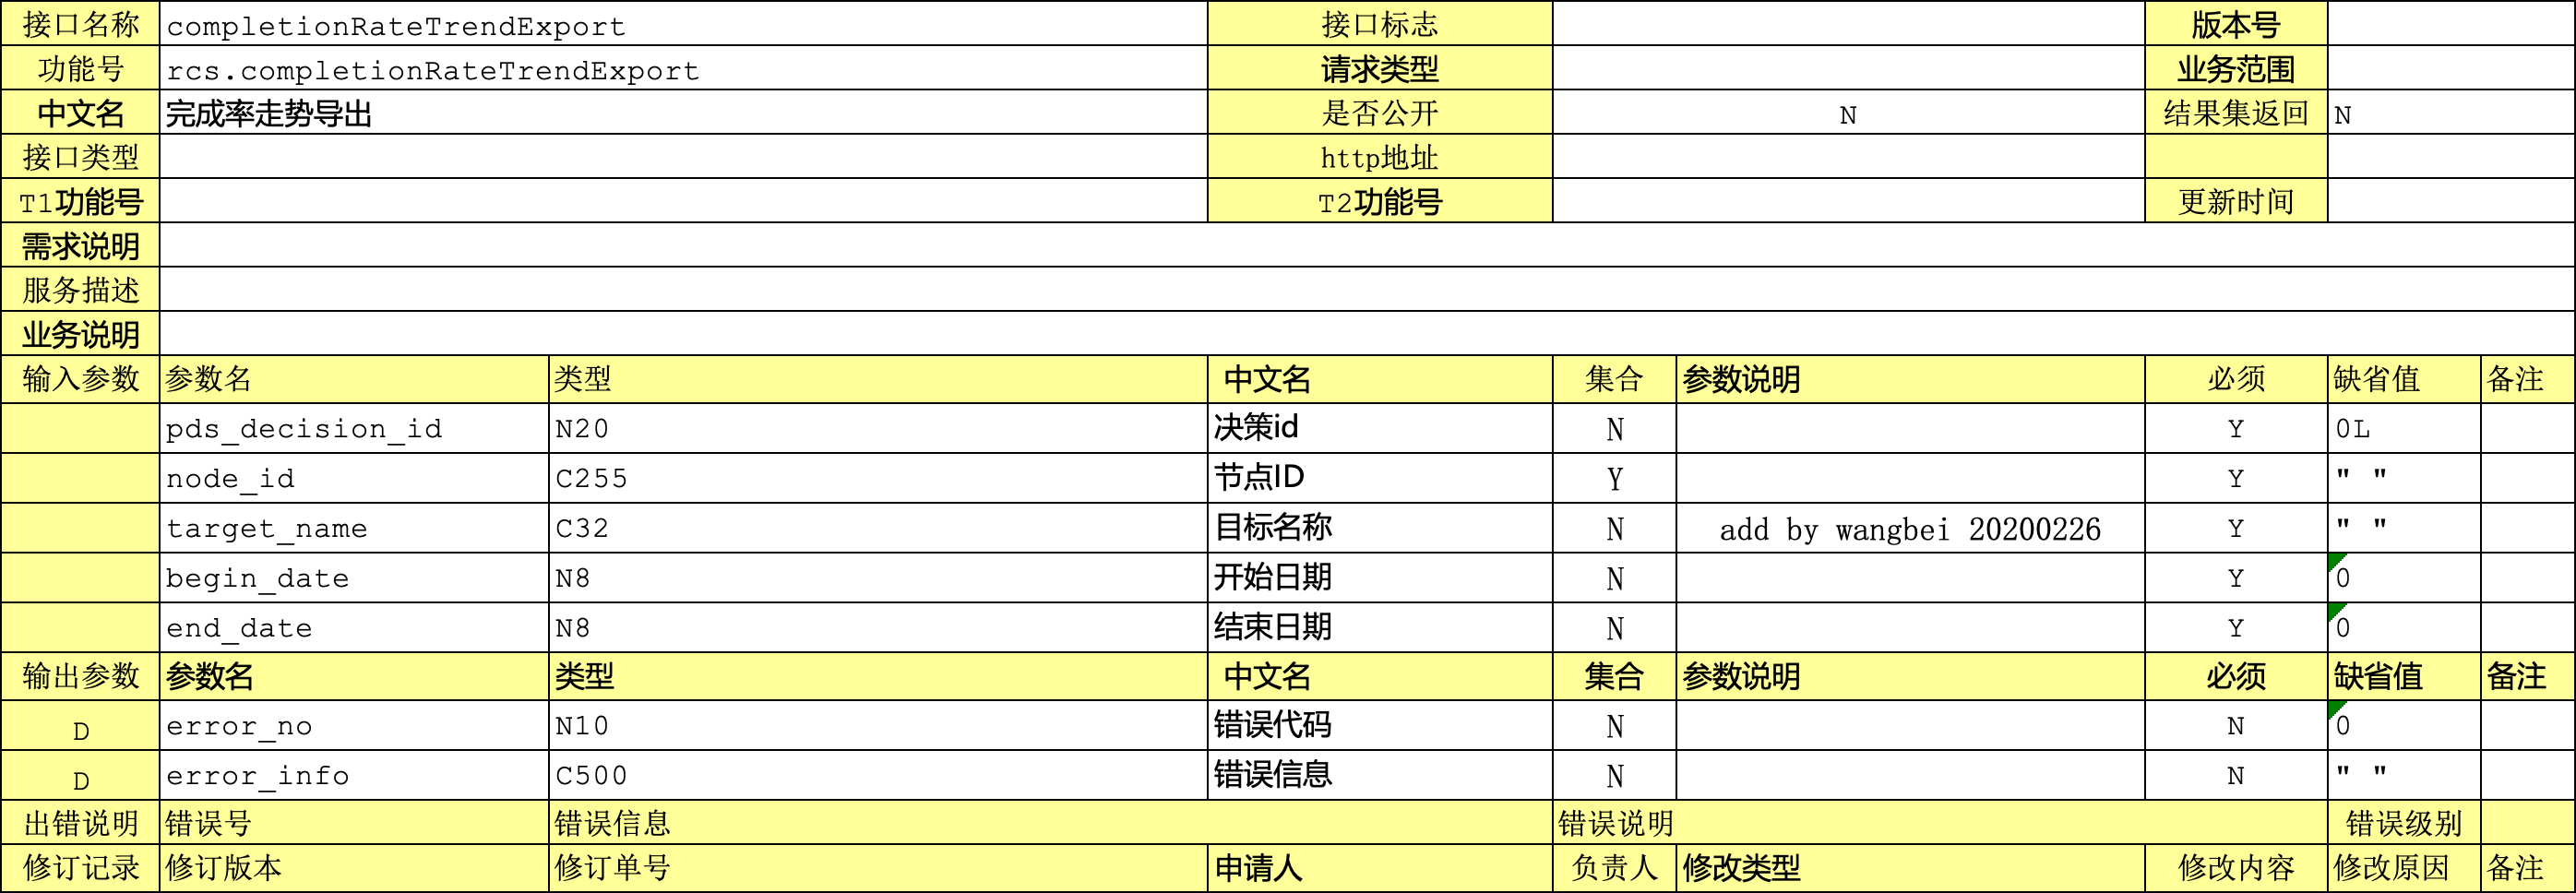 接口名称 completionRateTrendExport 接口标志 版本号
功能号 rcs.completionRateTrendExport 请求类型 业务范围
中文名 完成率走势导出 是否公开 N 结果集返回 N
接口类型 http地址
T1功能号 T2功能号 更新时间
需求说明
服务描述
业务说明
输入参数 参数名 类型 中文名 集合 参数说明 必须 缺省值 备注
pds_decision_id N20 决策id N Y 0L
node_id C255 节点ID Y Y " "
target_name C32 目标名称 N add by wangbei 20200226 Y " "
begin_date N8 开始日期 N Y 0
end_date N8 结束日期 N Y 0
输出参数 参数名 类型 中文名 集合 参数说明 必须 缺省值 备注
D error_no N10 错误代码 N N 0
D error_info C500 错误信息 N N " "
出错说明 错误号 错误信息 错误说明 错误级别
修订记录 修订版本 修订单号 申请人 负责人 修改类型 修改内容 修改原因 备注